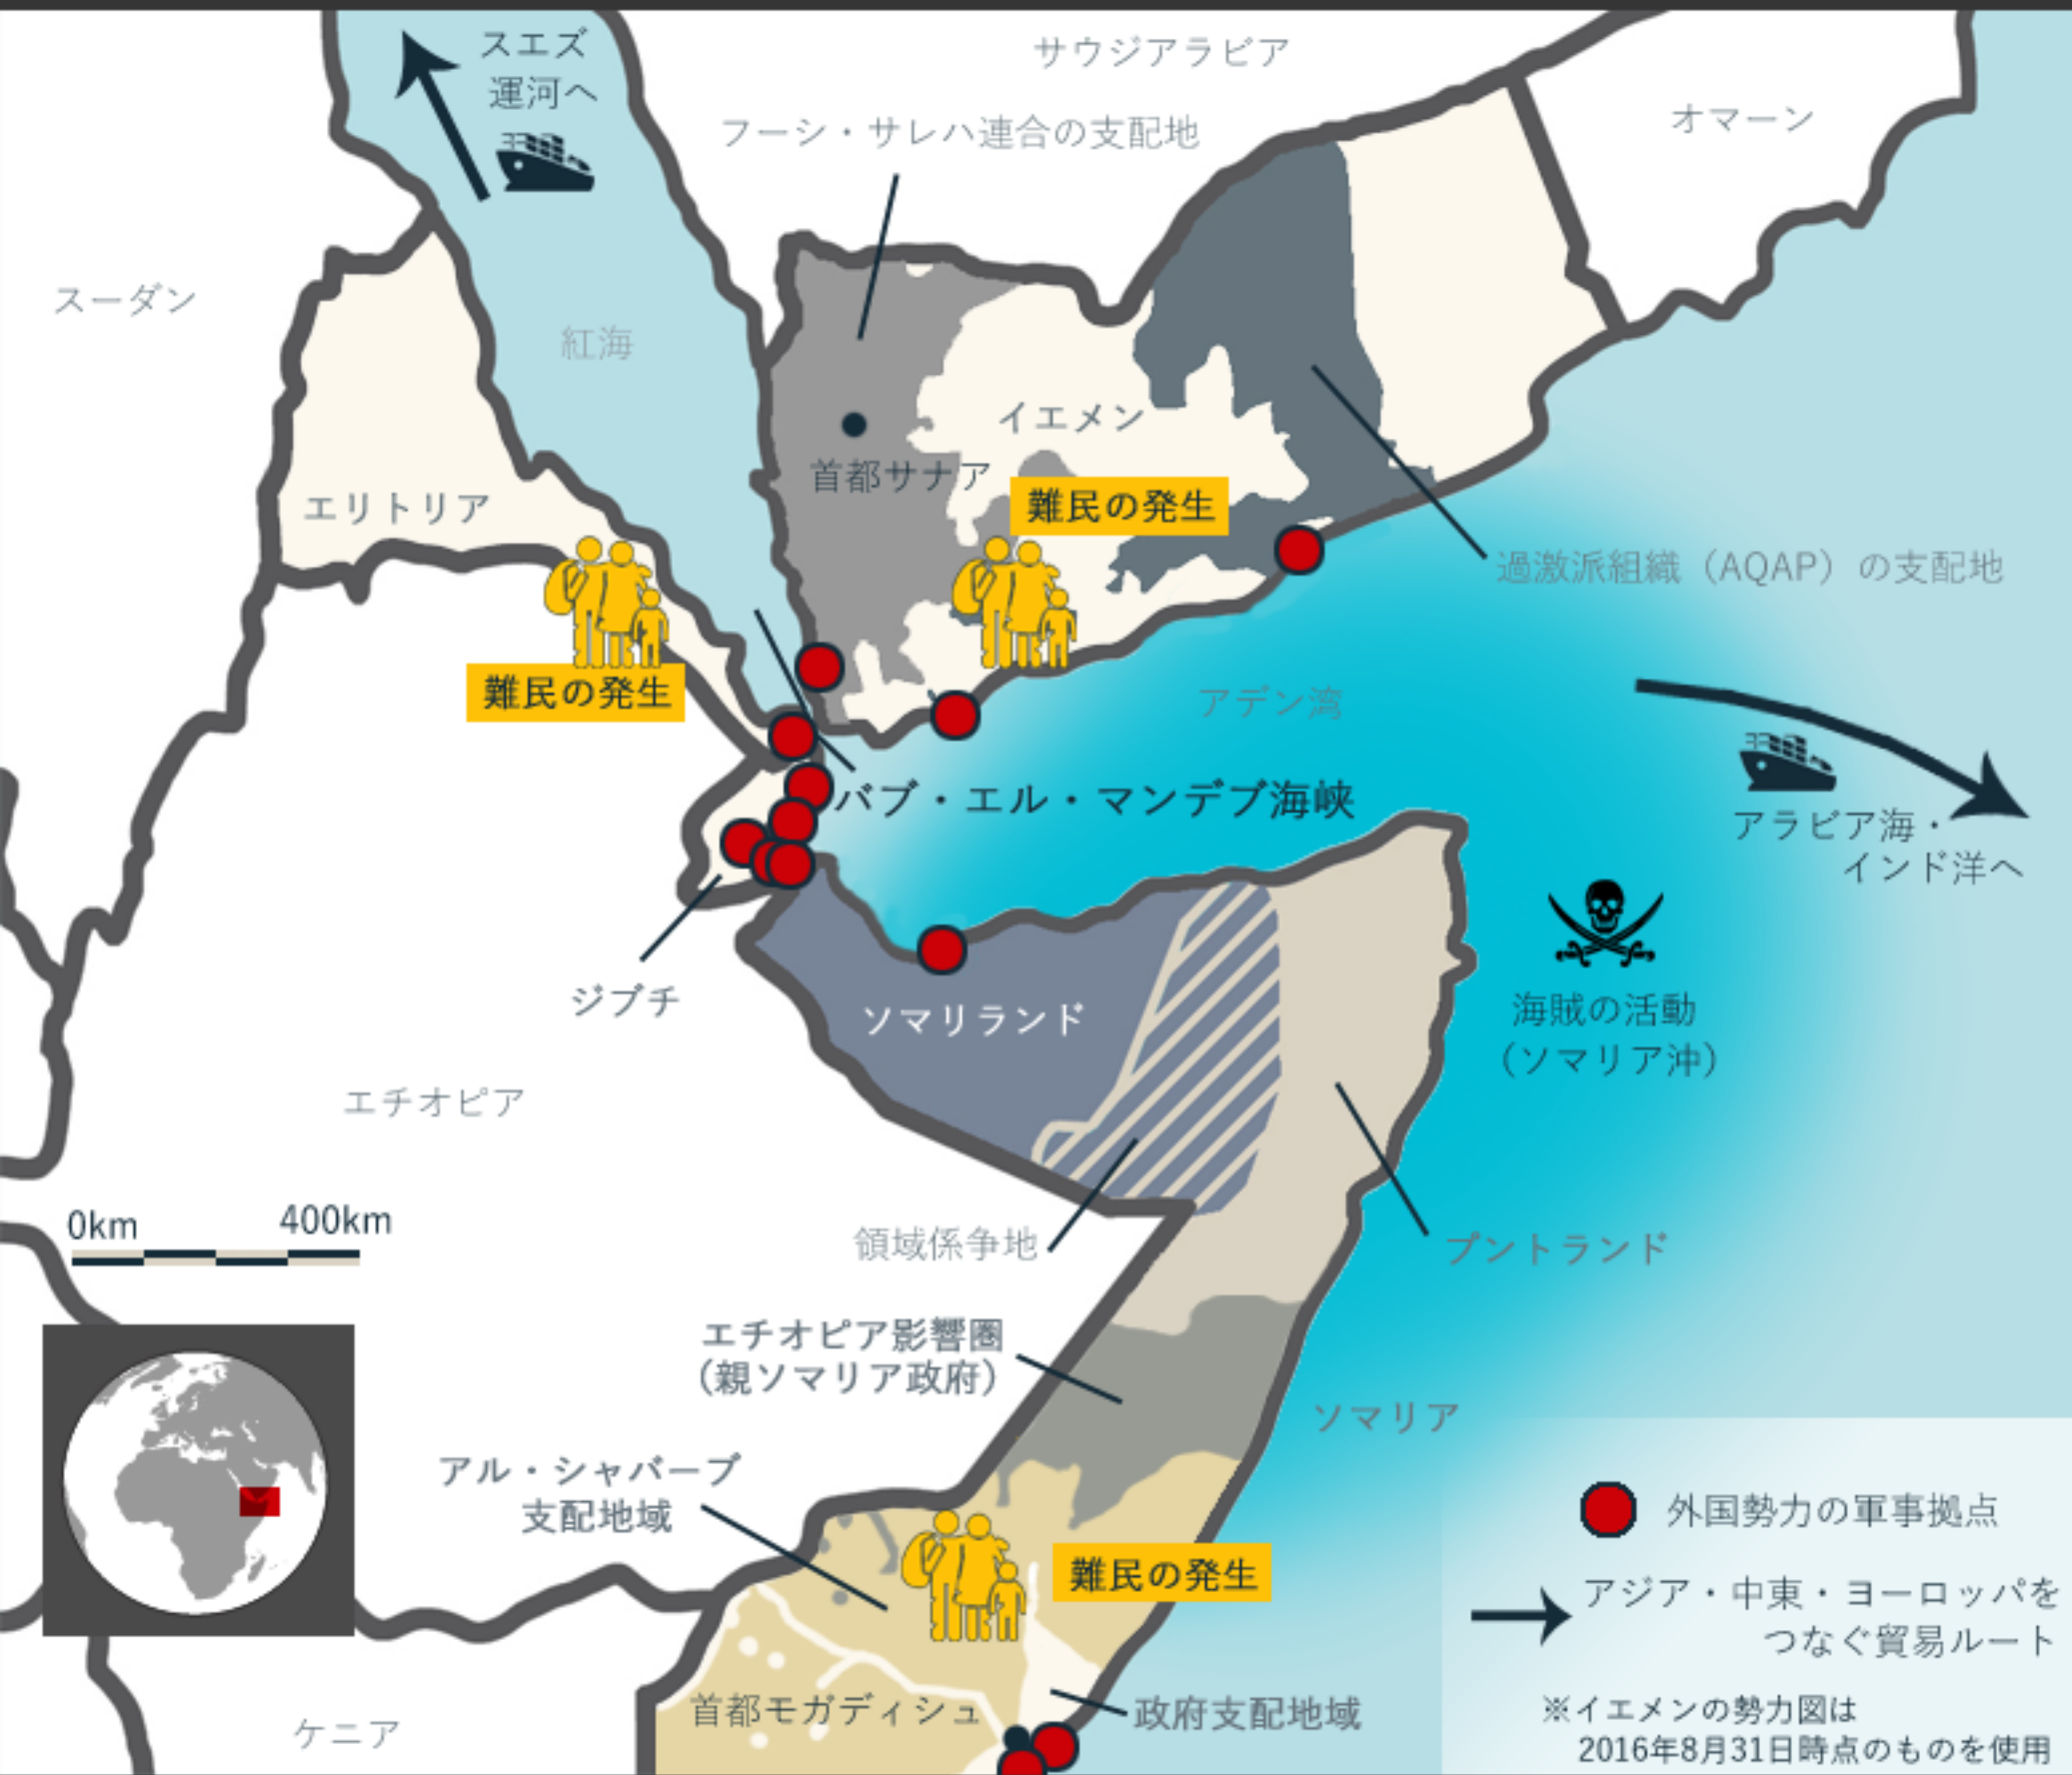 スエズ
運河へ
サウジアラビア
フーシ・サレハ連合の支配地
オマーン
スーダン
紅海
イエメン
首都サナア
エリトリア
難民の発生
過激派組織（AQAP）の支配地
難民の発生
アデン湾
バブ・エル・マンデブ海峡
アラビア海・
インド洋へ
ジブチ
ソマリランド
海賊の活動
（ソマリア沖）
エチオピア
0km
400km
領域係争地
プントランド
エチオピア影響圏
（親ソマリア政府）
ソマリア
アル・シャバーブ
支配地域
難民の発生
外国勢力の軍事拠点
アジア・中東・ヨーロッパを
つなぐ貿易ルート
首都モガディシュ
政府支配地域
ケニア
※イエメンの勢力図は
2016年8月31日時点のものを使用